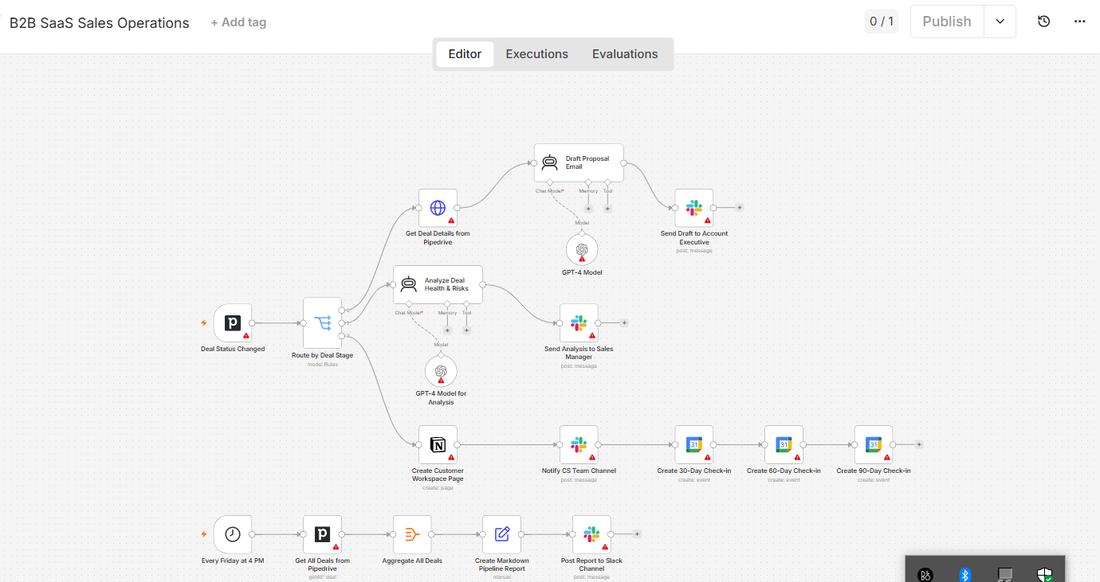 B2B SaaS Sales Operations
+ Add tag
0 / 1
Publish
Editor
Executions
Evaluations
Draft Proposal
Email
Chat Model*
Memory
Tool
Model
GPT-4 Model
Get Deal Details from
Pipedrive
Send Draft to Account
Executive
post: message
Analyze Deal
Health & Risks
Chat Model*
Memory
Tool
Model
GPT-4 Model for
Analysis
Deal Status Changed
Route by Deal Stage
mode: Rules
Send Analysis to Sales
Manager
post: message
Create Customer
Workspace Page
create: page
Notify CS Team Channel
post: message
31
Create 30-Day Check-in
create: event
31
Create 60-Day Check-in
create: event
31
Create 90-Day Check-in
create: event
Every Friday at 4 PM
Get All Deals from
Pipedrive
getAll: deal
Aggregate All Deals
Create Markdown
Pipeline Report
manual
Post Report to Slack
Channel
post: message